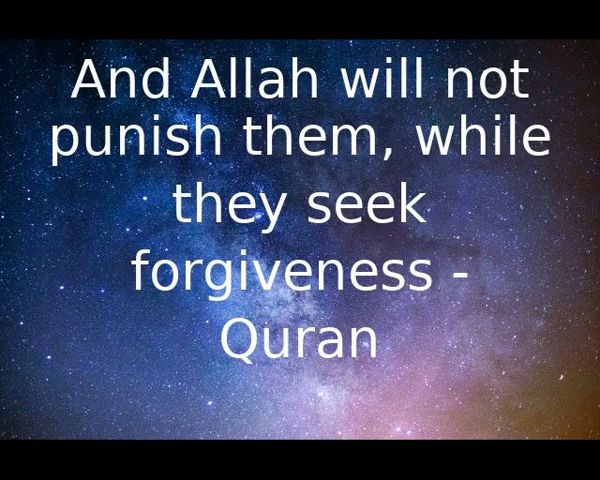 And Allah will not
punish them, while
they seek
forgiveness -
Quran